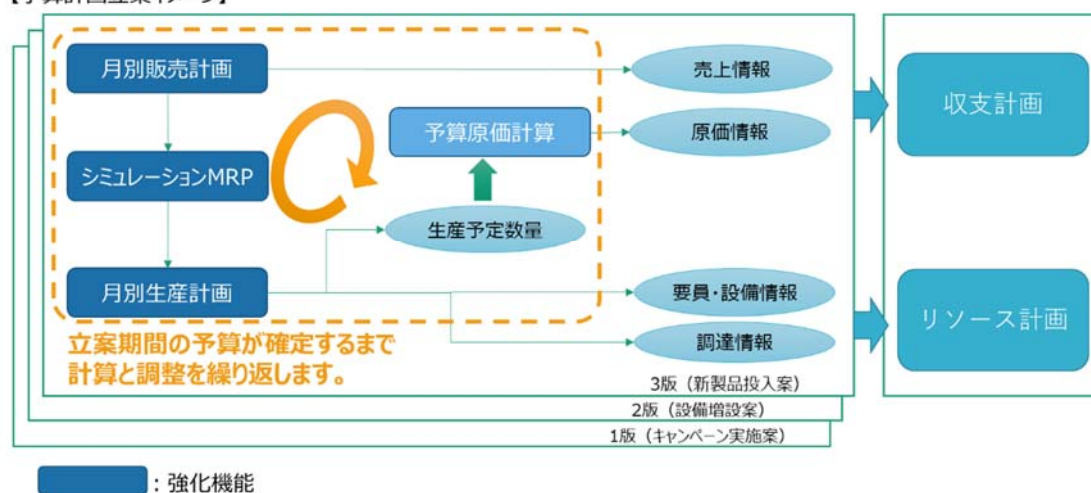 月別販売計画
売上情報
収支計画
予算原価計算
原価情報
シミュレーションMRP
生産予定数量
月別生産計画
要員・設備情報
リソース計画
調達情報
立案期間の予算が確定するまで
計算と調整を繰り返します。
3版（新製品投入案）
2版（設備増設案）
1版（キャンペーン実施案）
：強化機能